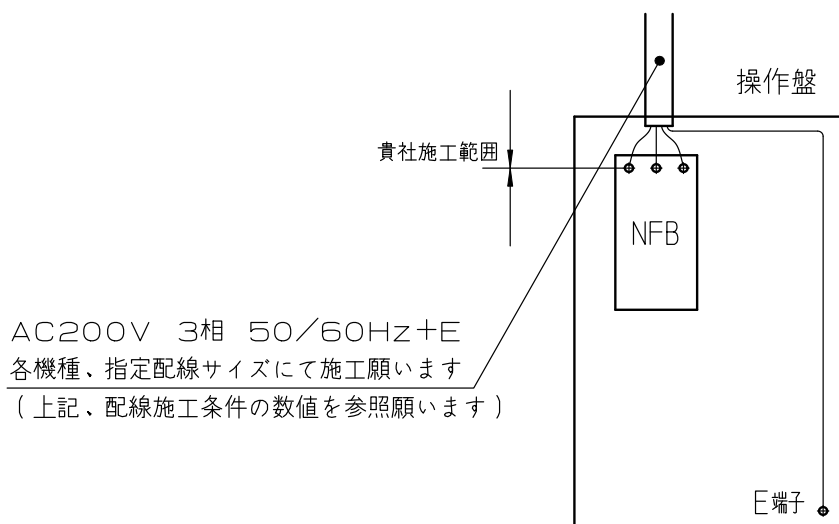 操作盤
貴社施工範囲
NFB
AC200V 3相 50/60Hz+E
各機種、指定配線サイズにて施工願います
(上記、配線施工条件の数値を参照願います)
E端子